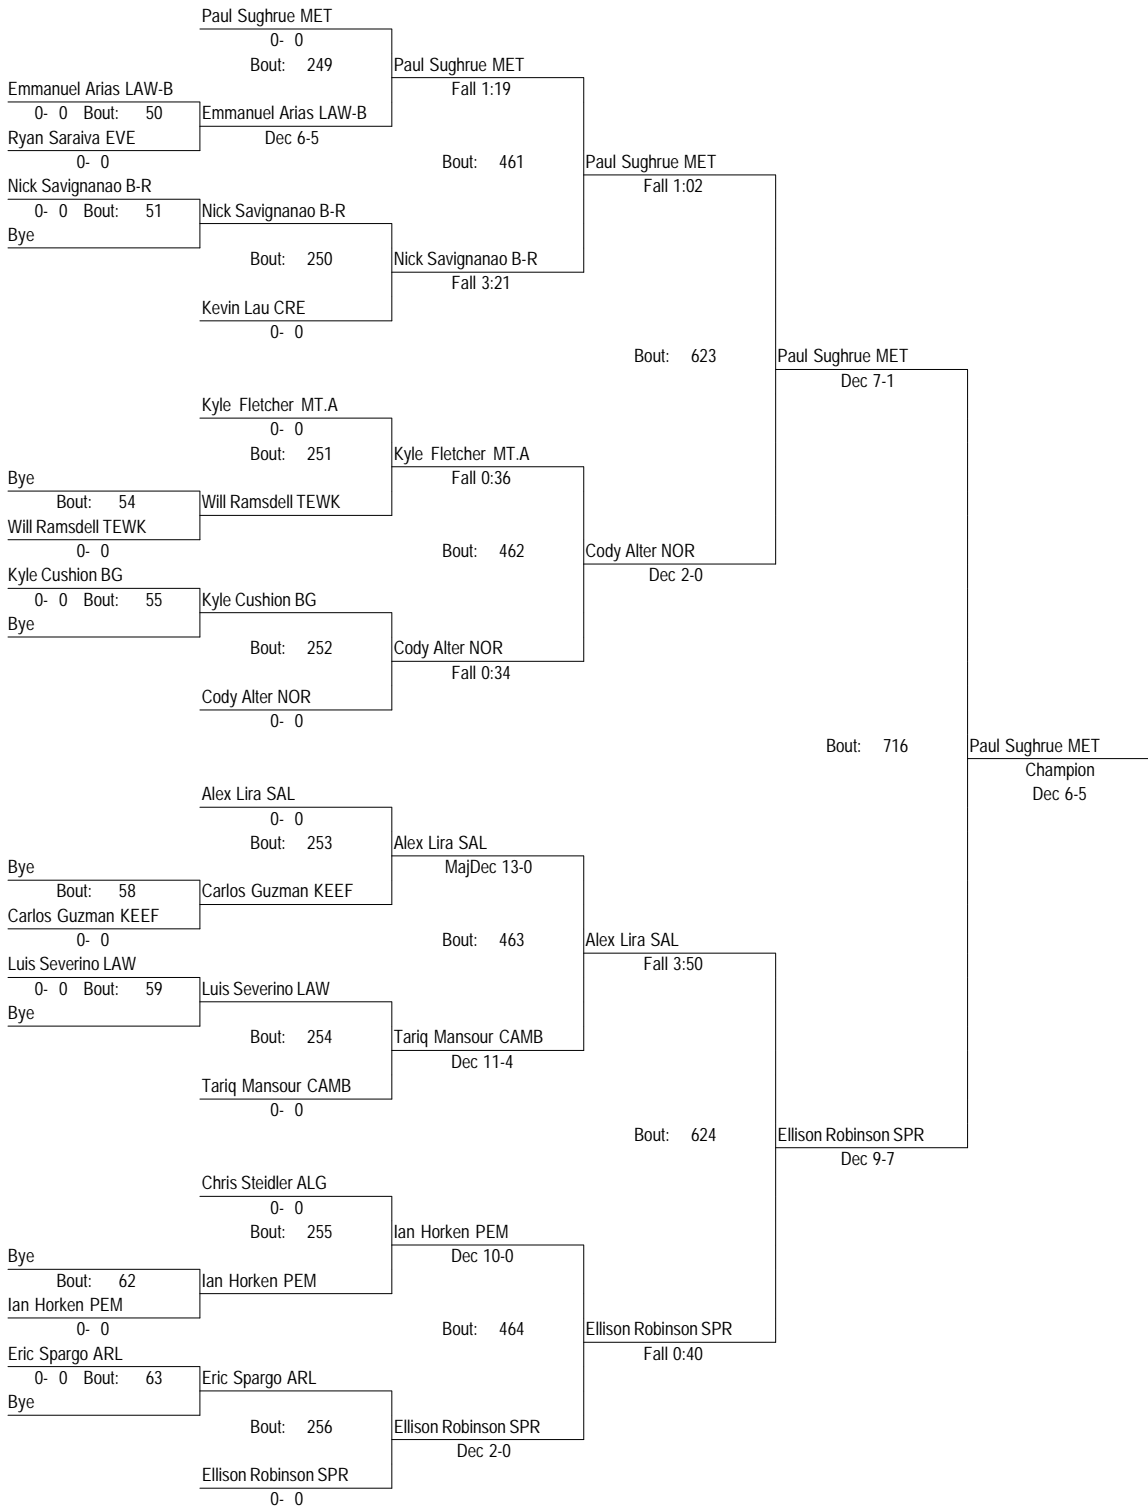 Paul Sughrue MET
0- 0
Bout: 249
Paul Sughrue MET
Fall 1:19
Emmanuel Arias LAW-B
0- 0 Bout: 50
Emmanuel Arias LAW-B
Dec 6-5
Ryan Saraiva EVE
0- 0
Bout: 461
Paul Sughrue MET
Fall 1:02
Nick Savignanao B-R
0- 0 Bout: 51
Nick Savignanao B-R
Bye
Bout: 250
Nick Savignanao B-R
Fall 3:21
Kevin Lau CRE
0- 0
Bout: 623
Paul Sughrue MET
Dec 7-1
Kyle Fletcher MT.A
0- 0
Bout: 251
Kyle Fletcher MT.A
Fall 0:36
Bye
Bout: 54
Will Ramsdell TEWK
Will Ramsdell TEWK
0- 0
Bout: 462
Cody Alter NOR
Dec 2-0
Kyle Cushion BG
0- 0 Bout: 55
Kyle Cushion BG
Bye
Bout: 252
Cody Alter NOR
Fall 0:34
Cody Alter NOR
0- 0
Bout: 716
Paul Sughrue MET
Champion
Dec 6-5
Alex Lira SAL
0- 0
Bout: 253
Alex Lira SAL
MajDec 13-0
Bye
Bout: 58
Carlos Guzman KEEF
Carlos Guzman KEEF
0- 0
Bout: 463
Alex Lira SAL
Fall 3:50
Luis Severino LAW
0- 0 Bout: 59
Luis Severino LAW
Bye
Bout: 254
Tariq Mansour CAMB
Dec 11-4
Tariq Mansour CAMB
0- 0
Bout: 624
Ellison Robinson SPR
Dec 9-7
Chris Steidler ALG
0- 0
Bout: 255
Ian Horken PEM
Dec 10-0
Bye
Bout: 62
Ian Horken PEM
Ian Horken PEM
0- 0
Bout: 464
Ellison Robinson SPR
Fall 0:40
Eric Spargo ARL
0- 0 Bout: 63
Eric Spargo ARL
Bye
Bout: 256
Ellison Robinson SPR
Dec 2-0
Ellison Robinson SPR
0- 0